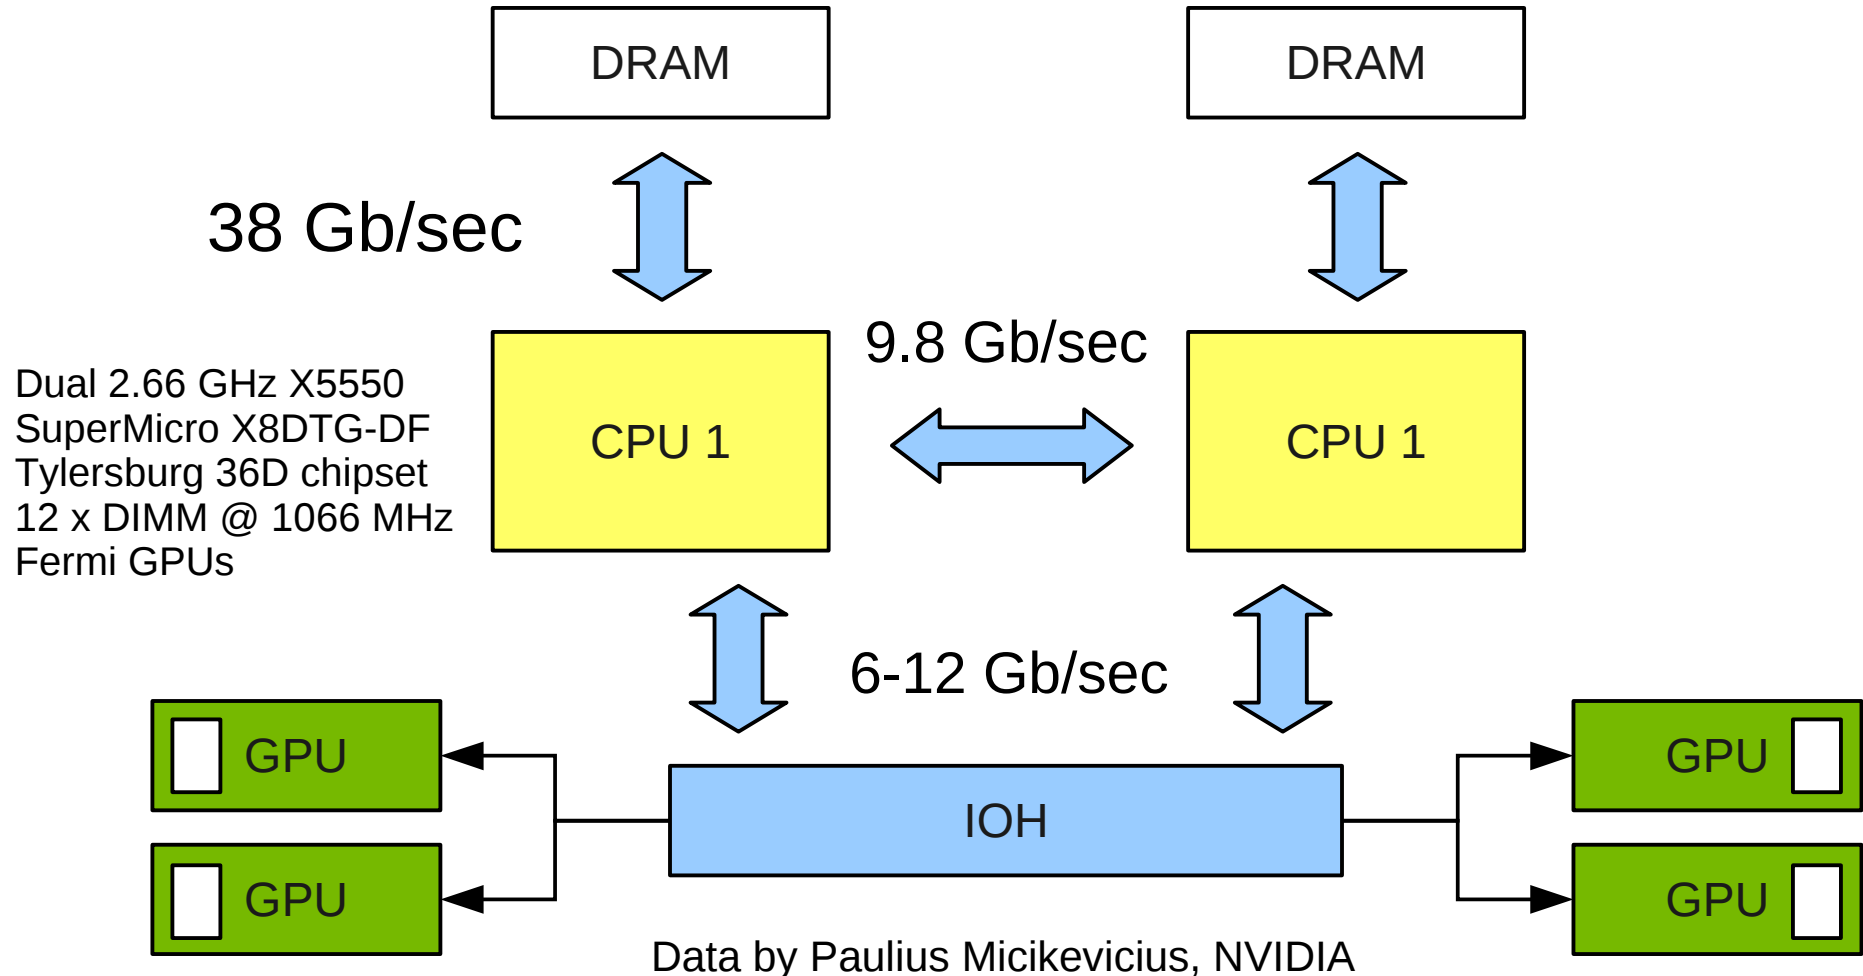 DRAM
DRAM
38 Gb/sec
9.8 Gb/sec
Dual 2.66 GHz X5550
SuperMicro X8DTG-DF
Tylersburg 36D chipset
12 x DIMM @ 1066 MHz
Fermi GPUs
CPU 1
CPU 1
6-12 Gb/sec
GPU
GPU
IOH
GPU
GPU
Data by Paulius Micikevicius, NVIDIA